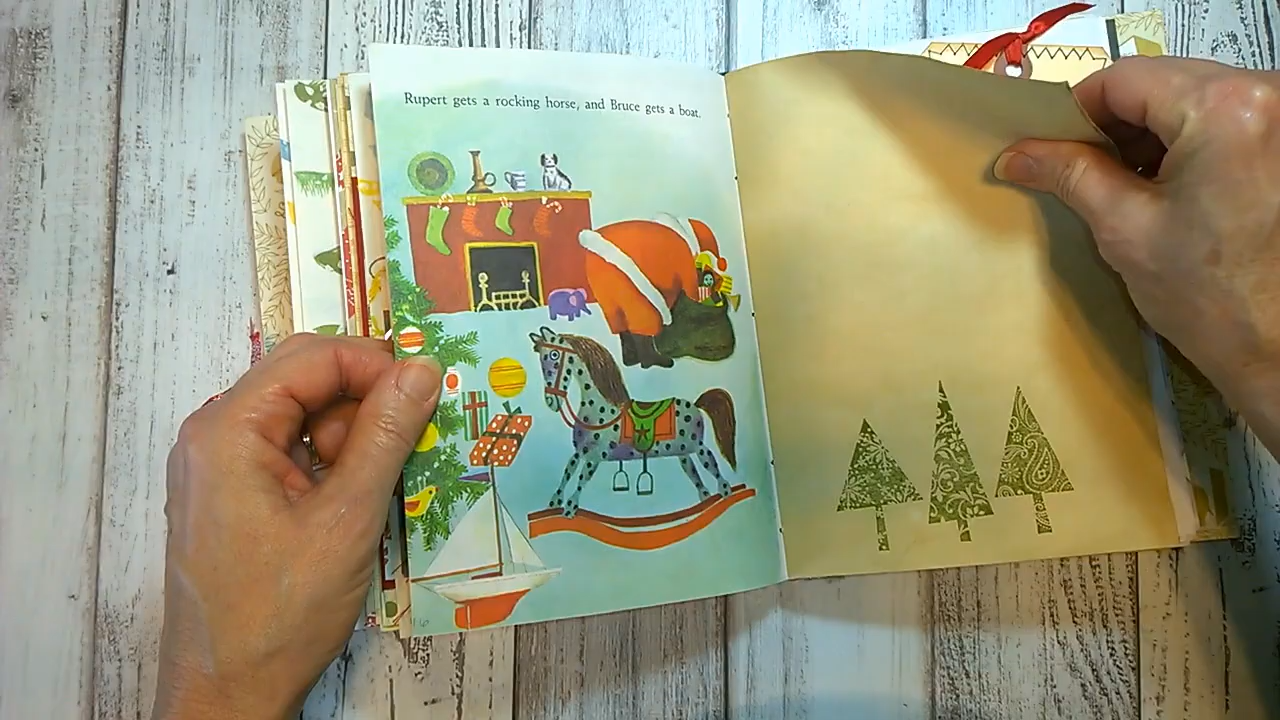 Rupert gets a rocking horse, and Bruce gets a boat.